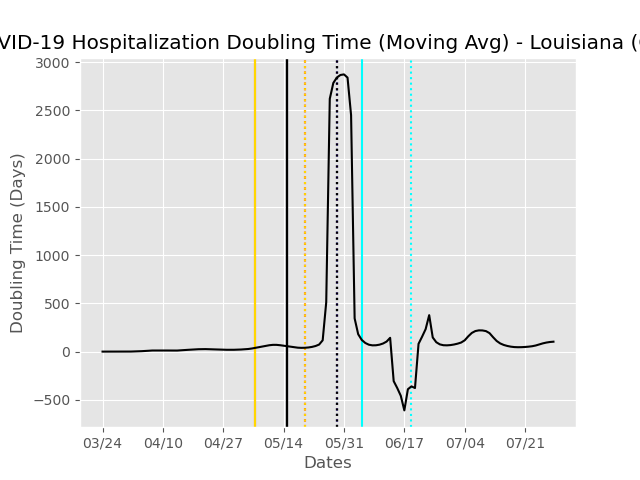 VID-19 Hospitalization Doubling Time (Moving Avg) - Louisiana (
3000
2500
2000
1500
1000
500
0
−500
Doubling Time (Days)
03/24 04/10 04/27 05/14 05/31 06/17 07/04 07/21
Dates